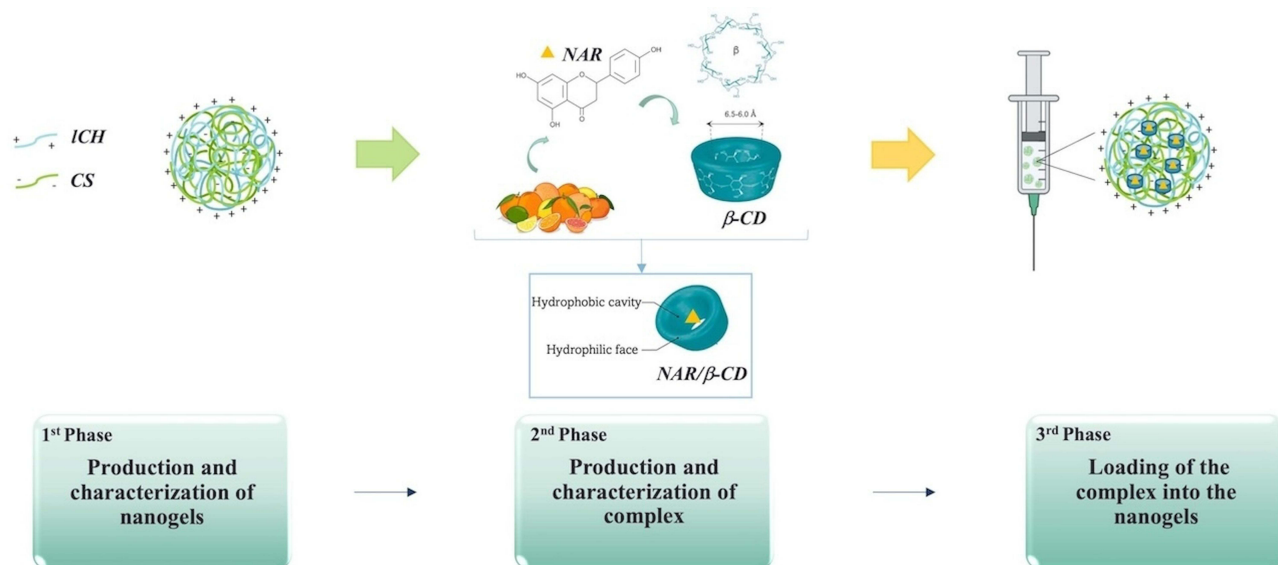 lCH
CS
NAR
HO
OH
O
OH
O
β
6.5-6.0 Å
β-CD
Hydrophobic cavity
Hydrophilic face
NAR/β-CD
1st Phase
Production and
characterization of
nanogels
2nd Phase
Production and
characterization of
complex
3rd Phase
Loading of the
complex into the
nanogels